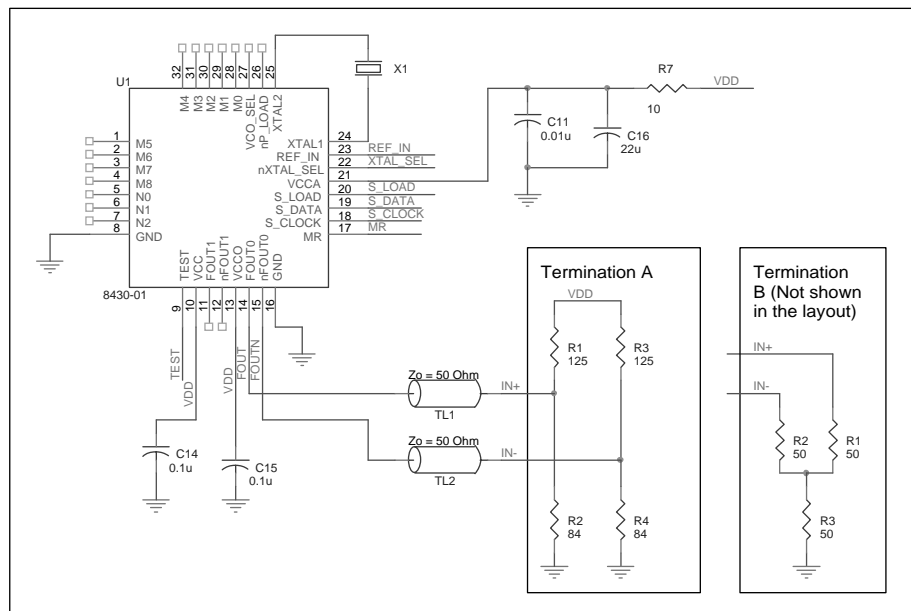 U1
32
31
30
29
28
27
26
25
M4
M3
M2
M1
M0
VCO_SEL
nP_LOAD
XTAL2
X1
1
M5
2
M6
3
M7
4
M8
5
N0
6
N1
7
N2
8
GND
XTAL1
24
REF_IN
23
REF_IN
nXTAL_SEL
22
XTAL_SEL
VCCA
21
S_LOAD
20
S_LOAD
S_DATA
19
S_DATA
S_CLOCK
18
S_CLOCK
MR
17
MR
TEST
VCC
FOUT1
nFOUT1
VCCO
FOUT0
nFOUT0
GND
8430-01
9
10
11
12
13
14
15
16
TEST
VDD
VDD
FOUT
FOUTN
C14
0.1u
C15
0.1u
R7
VDD
10
C11
0.01u
C16
22u
Zo = 50 Ohm
IN+
TL1
Zo = 50 Ohm
IN-
TL2
Termination A
VDD
R1
125
R3
125
R2
84
R4
84
Termination
B (Not shown
in the layout)
IN+
IN-
R2
50
R1
50
R3
50